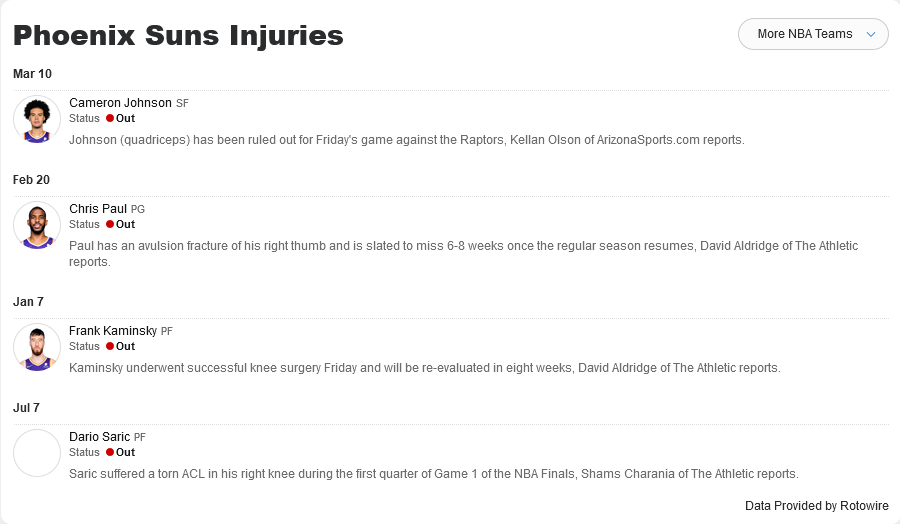 Phoenix Suns Injuries
More NBA Teams
Mar 10
Cameron Johnson SF
Status Out
Johnson (quadriceps) has been ruled out for Friday's game against the Raptors, Kellan Olson of ArizonaSports.com reports.
Feb 20
Chris Paul PG
Status Out
Paul has an avulsion fracture of his right thumb and is slated to miss 6-8 weeks once the regular season resumes, David Aldridge of The Athletic
reports.
Jan 7
Frank Kaminsky PF
Status Out
Kaminsky underwent successful knee surgery Friday and will be re-evaluated in eight weeks, David Aldridge of The Athletic reports.
Jul 7
Dario Saric PF
Status Out
Saric suffered a torn ACL in his right knee during the first quarter of Game 1 of the NBA Finals, Shams Charania of The Athletic reports.
Data Provided by Rotowire